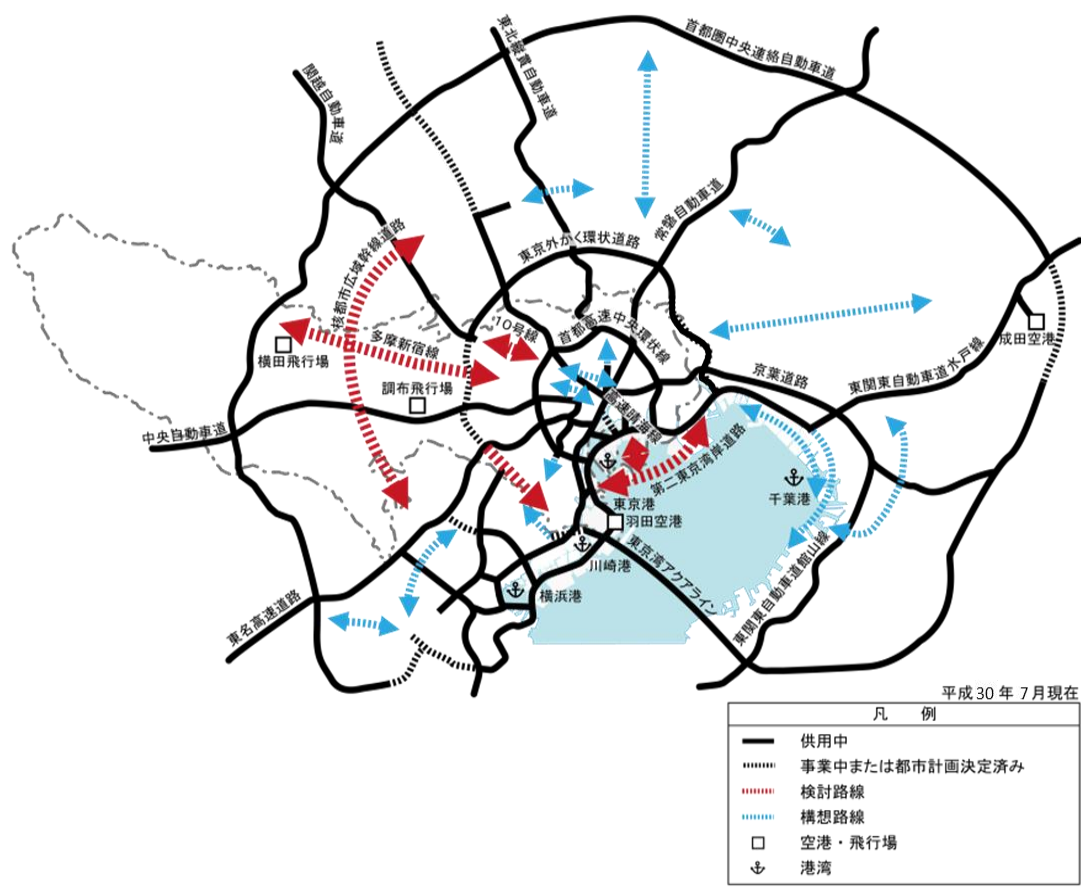 首都圏中央連絡自動車道
東北縦貫自動車道
関越自動車道
常磐自動車道
東京外かく環状道路
核都市広域幹線道路
10号線
首都高速中央環状線
多摩新宿線
横田飛行場
成田空港
調布飛行場
京葉道路
東関東自動車道水戸線
高速晴海線
中央自動車道
第二東京湾岸道路
千葉港
東京港
羽田空港
川崎港
東京湾アクアライン
横浜港
東関東自動車道館山線
東名高速道路
平成30年7月現在
凡 例
供用中
事業中または都市計画決定済み
検討路線
構想路線
空港・飛行場
港湾